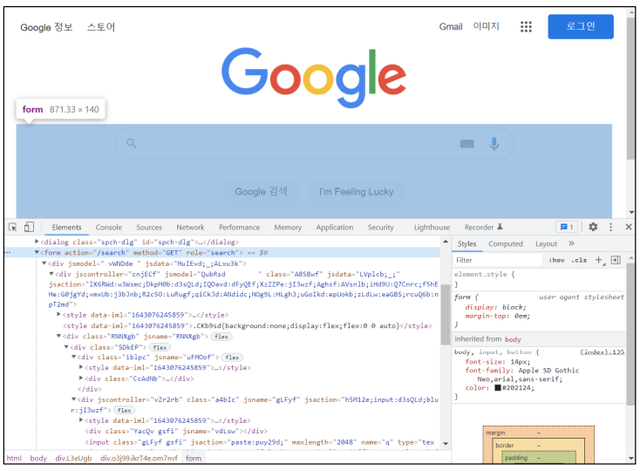 Google 정보 스토어 Gmail 이미지 로그인
Google
form 871.33 × 140
Google 검색 I'm Feeling Lucky
Elements Console Sources Network Performance Memory Application Security Lighthouse Recorder 1
▶<dialog class="spch-dlg" id="spch-dlg">…</dialog>
▼<form action="/search" method="GET" role="search"> == $0
▼<div jsmodel=" vWNDde " jsdata="MuIEvd;_;ALxu3k">
▼<div jscontroller="cnjECf" jsmodel="QubRsd " class="A8SBwf" jsdata="LVplcb;_;"
jsaction="lX6RWd:w3Wsmc;DkpM0b:d3sQLd;IQOavd:dFyQEf;XzZZPe:jI3wzf;Aghsf:AVsnlb;iHd9U:Q7Cnrc;f5hE
He:G0jgYd;vmxUb:j3bJnb;R2c5O:LuRugf;qiCkJd:ANdidc;NOg9L:HLgh3;uGoIkd:epUokb;zLdLw:eaGBS;rcuQ6b:n
pT2md">
▶<style data-iml="1643076245859">…</style>
<style data-iml="1643076245859">.CKb9sd{background:none;display:flex;flex:0 0 auto}</style>
▼<div class="RNNXgb" jsname="RNNXgb"> flex
▼<div class="SDkEP"> flex
▼<div class="iblpc" jsname="uFMOof"> flex
▶<style data-iml="1643076245859">…</style>
▶<div class="CcAdNb">…</div>
</div>
▼<div jscontroller="vZr2rb" class="a4bIc" jsname="gLFyf" jsaction="h5M12e;input:d3sQLd;blu
r:jI3wzf"> flex
▶<style data-iml="1643076245859">…</style>
<div class="YacQv gsfi" jsname="vdLsw"></div>
<input class="gLFyf gsfi" jsaction="paste:puy29d;" maxlength="2048" name="q" type="tex
html body div.L3eUgb div.o3j99.ikrT4e.om7nvf form
Styles Computed Layout
Filter :hov .cls
element.style {
}
form { user agent stylesheet
display: block;
margin-top: 0em;
}
Inherited from body
body, input, button { (index):135
font-size: 14px;
font-family: Apple SD Gothic
Neo,arial,sans-serif;
color: #202124;
}
margin –
border –
padding –